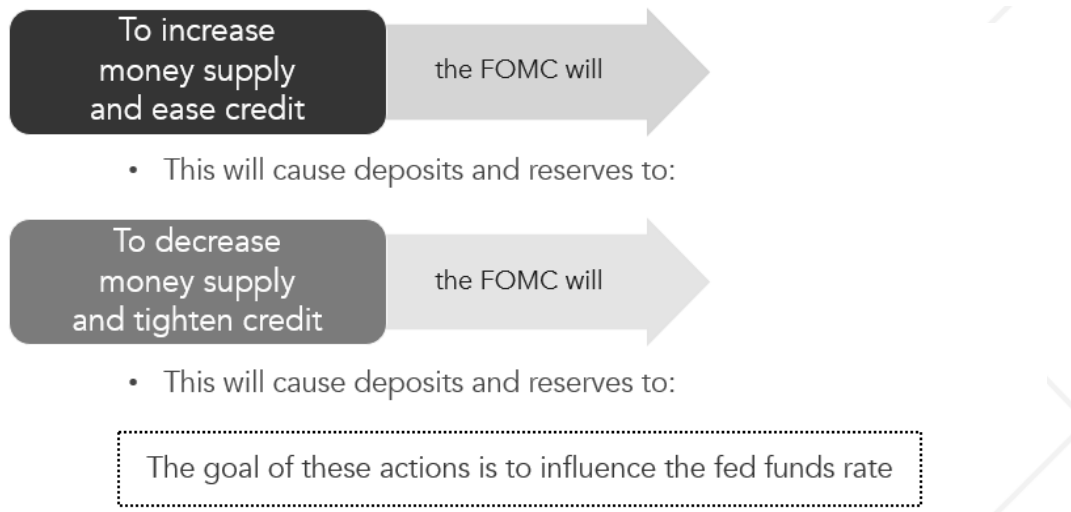 To increase
money supply
and ease credit
the FOMC will
• This will cause deposits and reserves to:
To decrease
money supply
and tighten credit
the FOMC will
• This will cause deposits and reserves to:
The goal of these actions is to influence the fed funds rate